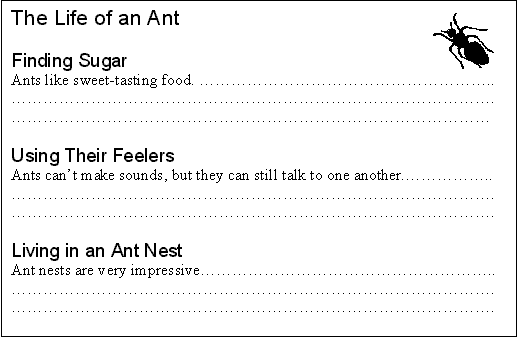 The Life of an Ant
Finding Sugar
Ants like sweet-tasting food. ……………………………………………….
……………………………………………………………………………
…………………………………………………………………………..
Using Their Feelers
Ants can’t make sounds, but they can still talk to one another……………..
……………………………………………………………………………
……………………………………………………………………………
Living in an Ant Nest
Ant nests are very impressive……………………………………………..
……………………………………………………………………………
……………………………………………………………………………